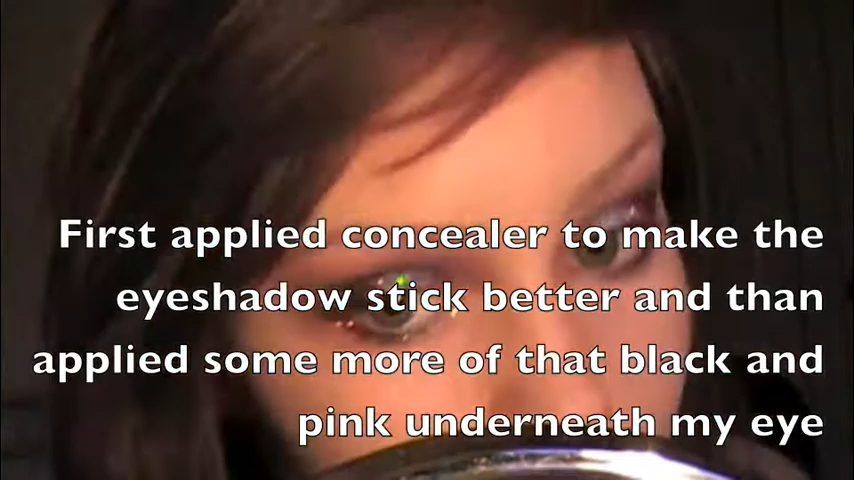 First applied concealer to make the
eyeshadow stick better and than
applied some more of that black and
pink underneath my eye